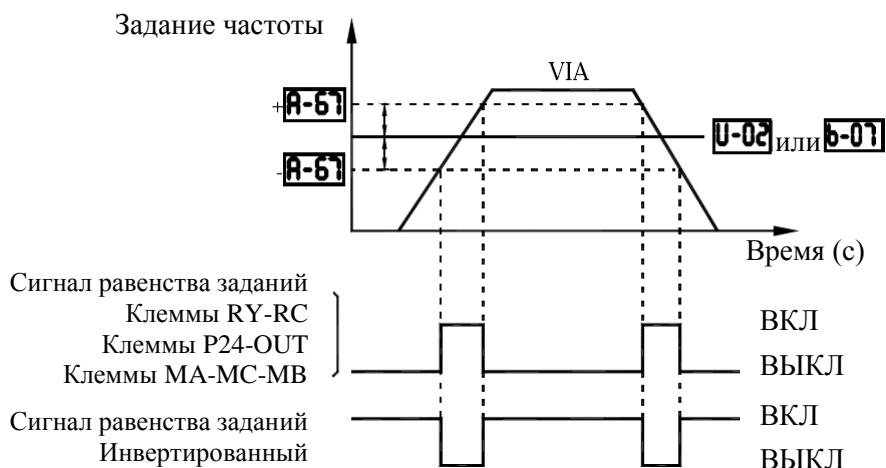 Задание частоты
VIA
+A-67
U-02 или b-07
-A-67
Время (с)
Сигнал равенства заданий
Клеммы RY-RC
ВКЛ
Клеммы P24-OUT
Клеммы MA-MC-MB
ВЫКЛ
Сигнал равенства заданий
ВКЛ
Инвертированный
ВЫКЛ